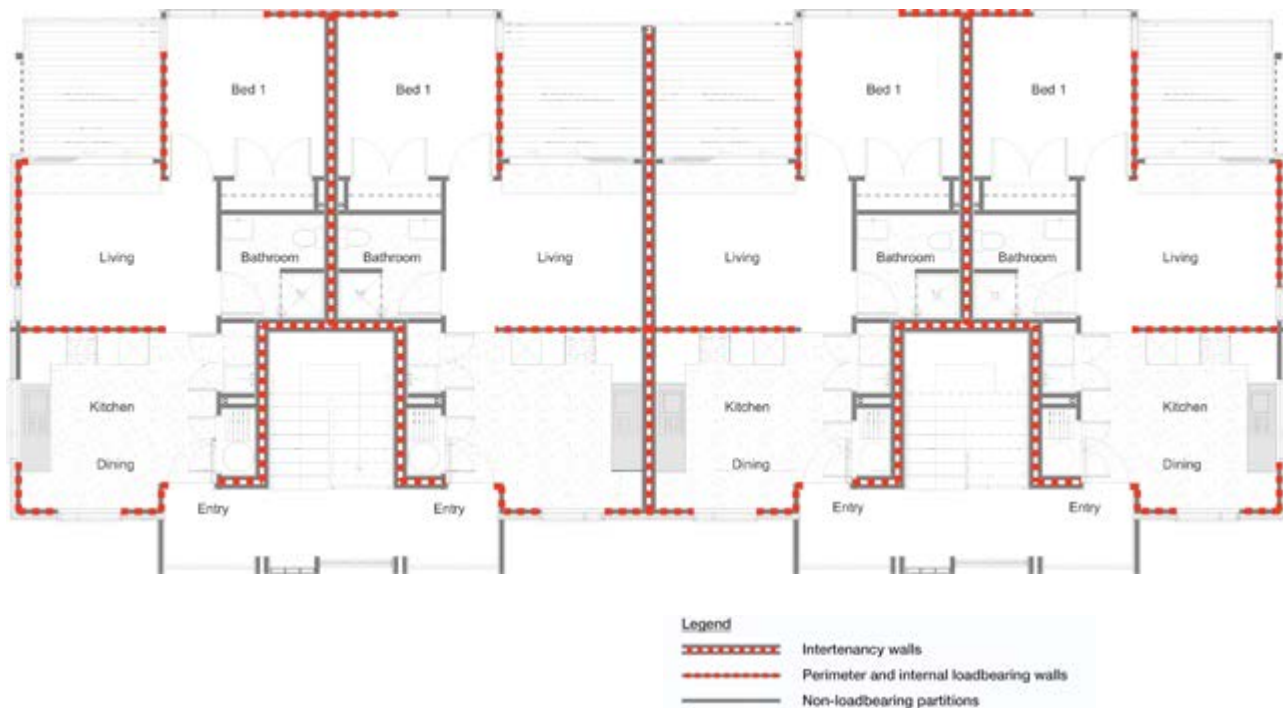 Bed 1 Bed 1 Bed 1 Bed 1
Living Bathroom Bathroom Living Living Bathroom Bathroom Living
Kitchen Kitchen Kitchen
Dining Dining Dining
Entry Entry Entry Entry
Legend
Intertenancy walls
Perimeter and internal loadbearing walls
Non-loadbearing partitions